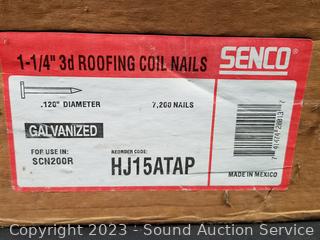 1-1/4" 3d ROOFING COIL NAILS
SENCO
.120" DIAMETER
7,200 NAILS
GALVANIZED
FOR USE IN:
SCN200R
REORDER CODE:
HJ15ATAP
MADE IN MEXICO
Copyright 2023 - Sound Auction Service